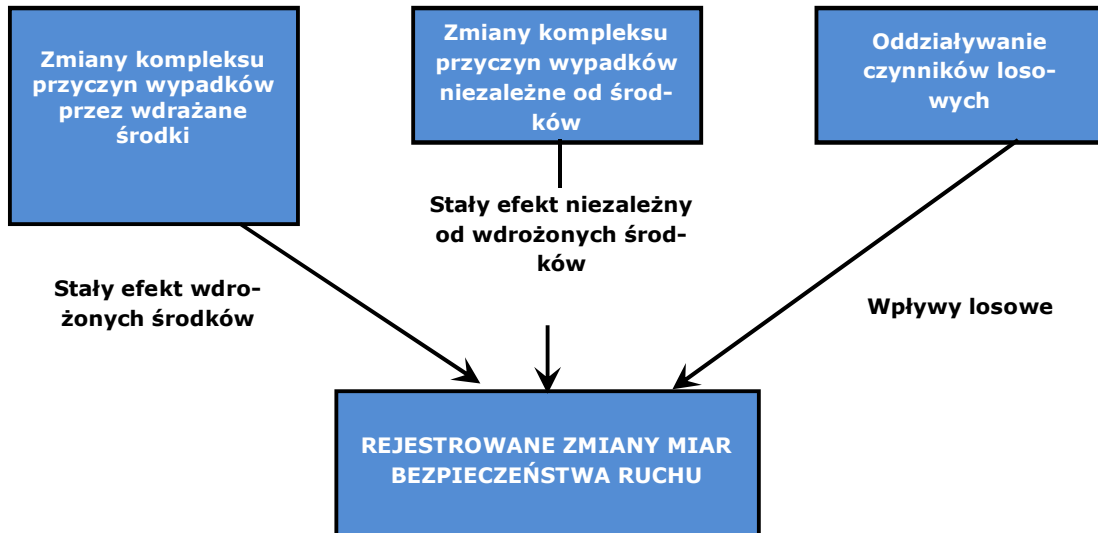 Zmiany kompleksu
przyczyn wypadków
przez wdrażane
środki
Zmiany kompleksu
przyczyn wypadków
niezależne od środ-
ków
Oddziaływanie
czynników loso-
wych
Stały efekt niezależny
od wdrożonych środ-
ków
Stały efekt wdro-
żonych środków
Wpływy losowe
REJESTROWANE ZMIANY MIAR
BEZPIECZEŃSTWA RUCHU